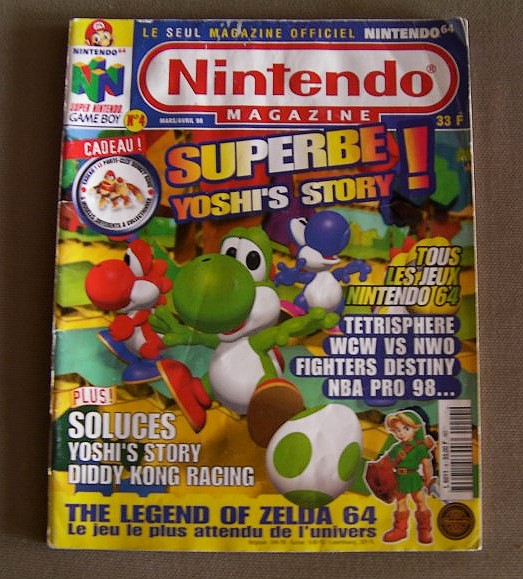 LE SEUL MAGAZINE OFFICIEL NINTENDO64
NINTENDO 64
Nintendo®
MAGAZINE
SUPER NINTENDO
GAME BOY
N°4
MARS/AVRIL 98
33 F
CADEAU !
SUPERBE !
YOSHI'S STORY
TOUS
LES JEUX
NINTENDO 64
TETRISPHERE
WCW VS NWO
FIGHTERS DESTINY
NBA PRO 98...
PLUS!
SOLUCES
YOSHI'S STORY
DIDDY KONG RACING
THE LEGEND OF ZELDA 64
Le jeu le plus attendu de l'univers